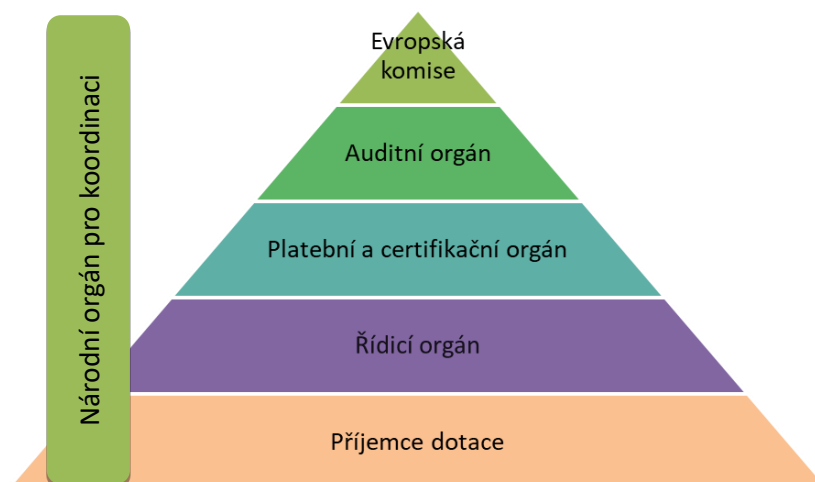 Národní orgán pro koordinaci
Evropská
komise
Auditní orgán
Platební a certifikační orgán
Řídicí orgán
Příjemce dotace